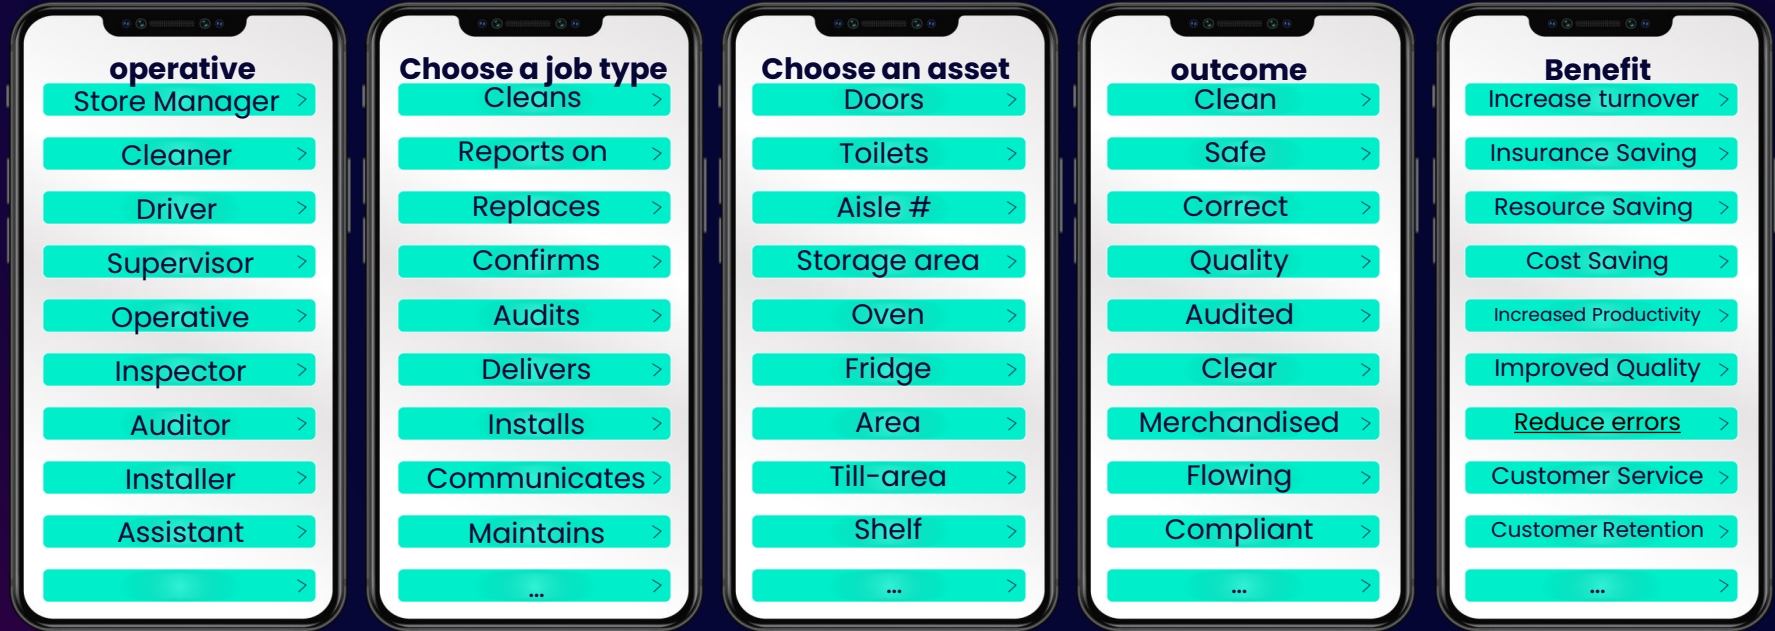 operative
Store Manager
Cleaner
Driver
Supervisor
Operative
Inspector
Auditor
Installer
Assistant
Choose a job type
Cleans
Reports on
Replaces
Confirms
Audits
Delivers
Installs
Communicates
Maintains
...
Choose an asset
Doors
Toilets
Aisle #
Storage area
Oven
Fridge
Area
Till-area
Shelf
...
outcome
Clean
Safe
Correct
Quality
Audited
Clear
Merchandised
Flowing
Compliant
...
Benefit
Increase turnover
Insurance Saving
Resource Saving
Cost Saving
Increased Productivity
Improved Quality
Reduce errors
Customer Service
Customer Retention
...